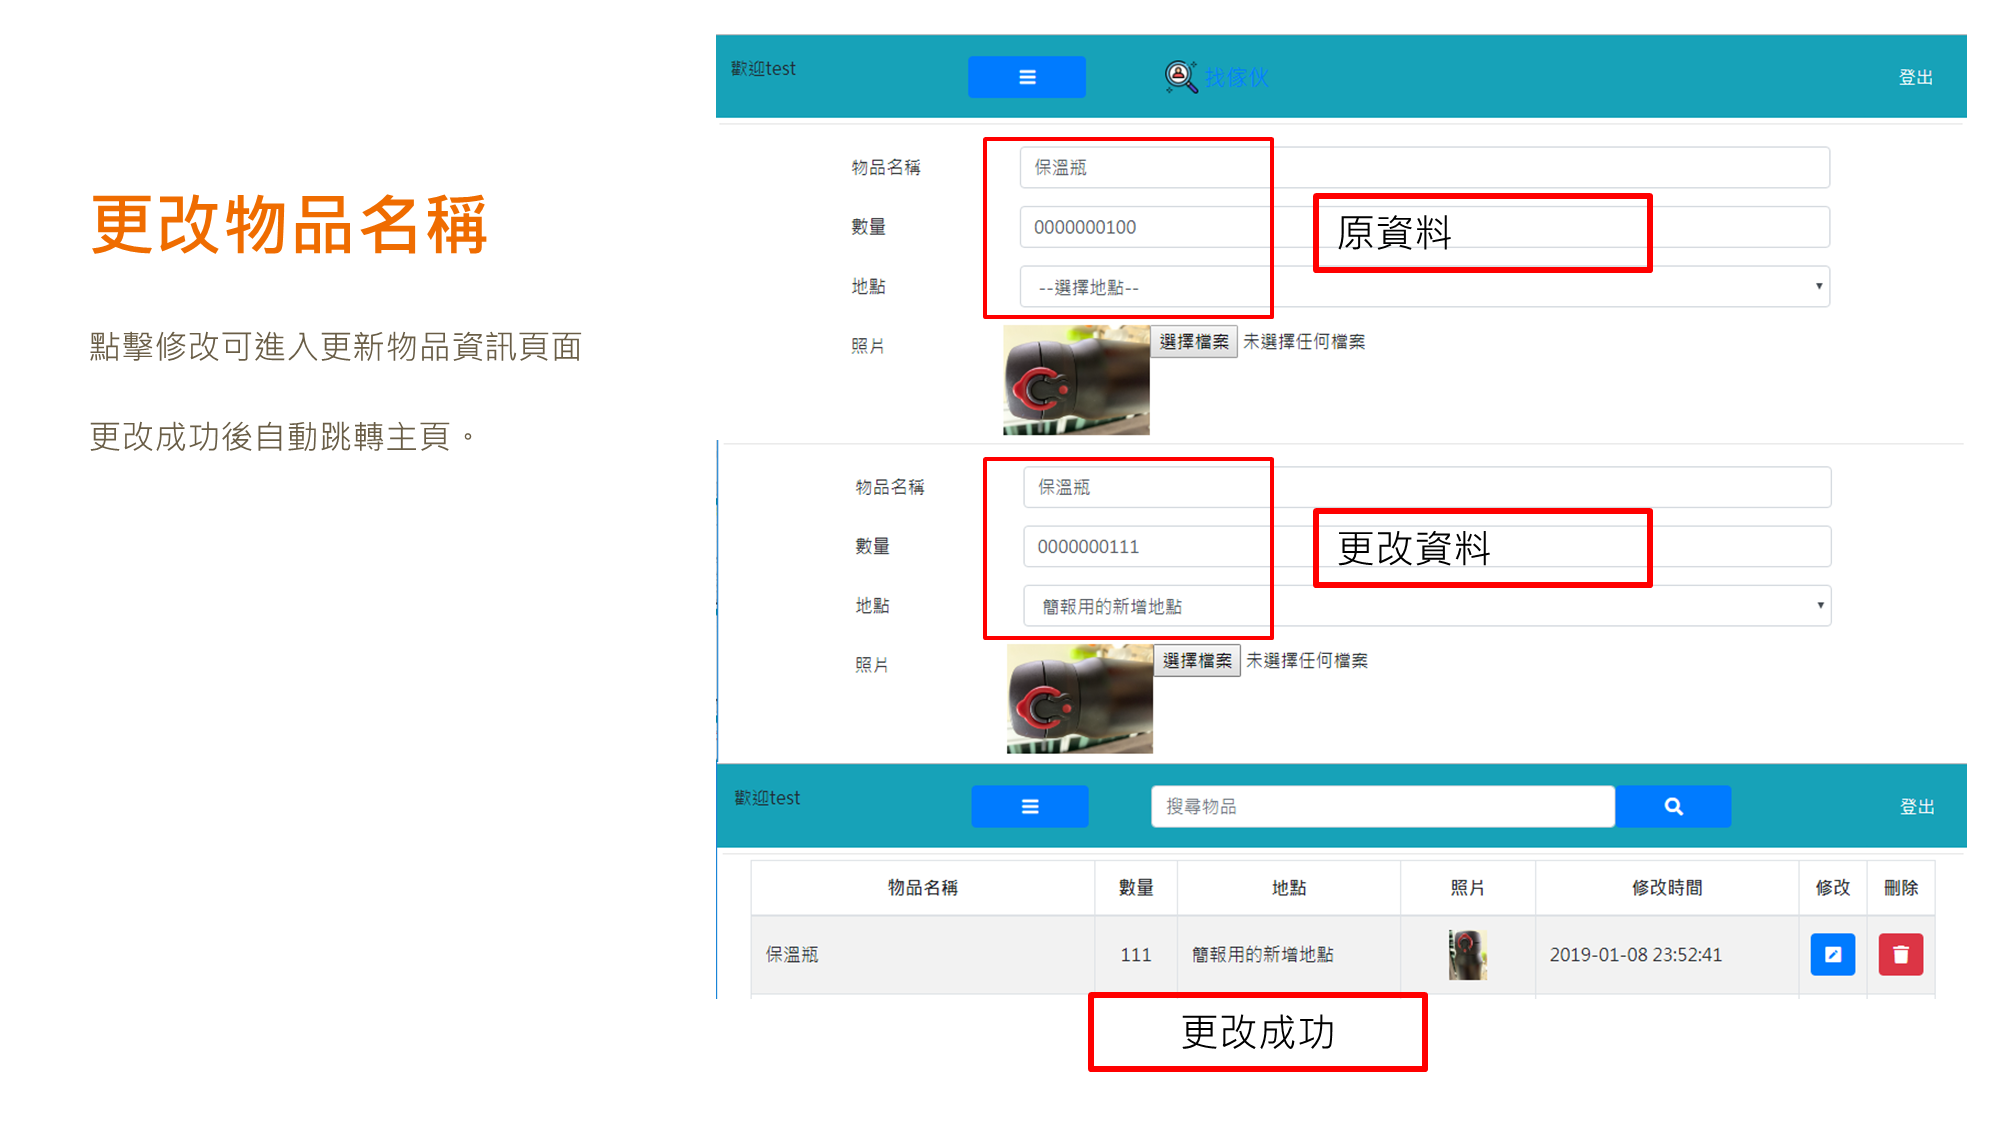 更改物品名稱
點擊修改可進入更新物品資訊頁面
更改成功後自動跳轉主頁。
歡迎test
找傢伙
登出
物品名稱
保溫瓶
數量
0000000100
原資料
地點
--選擇地點--
照片
選擇檔案 未選擇任何檔案
物品名稱
保溫瓶
數量
0000000111
更改資料
地點
簡報用的新增地點
照片
選擇檔案 未選擇任何檔案
歡迎test
搜尋物品
登出
物品名稱 數量 地點 照片 修改時間 修改 刪除
保溫瓶 111 簡報用的新增地點 2019-01-08 23:52:41
更改成功